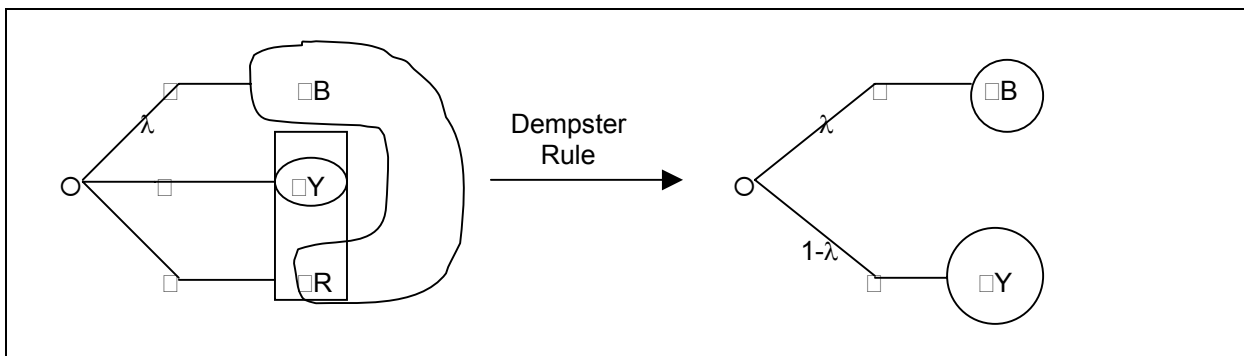 □B
λ
□Y
□R
Dempster
Rule
□B
λ
1-λ
□Y